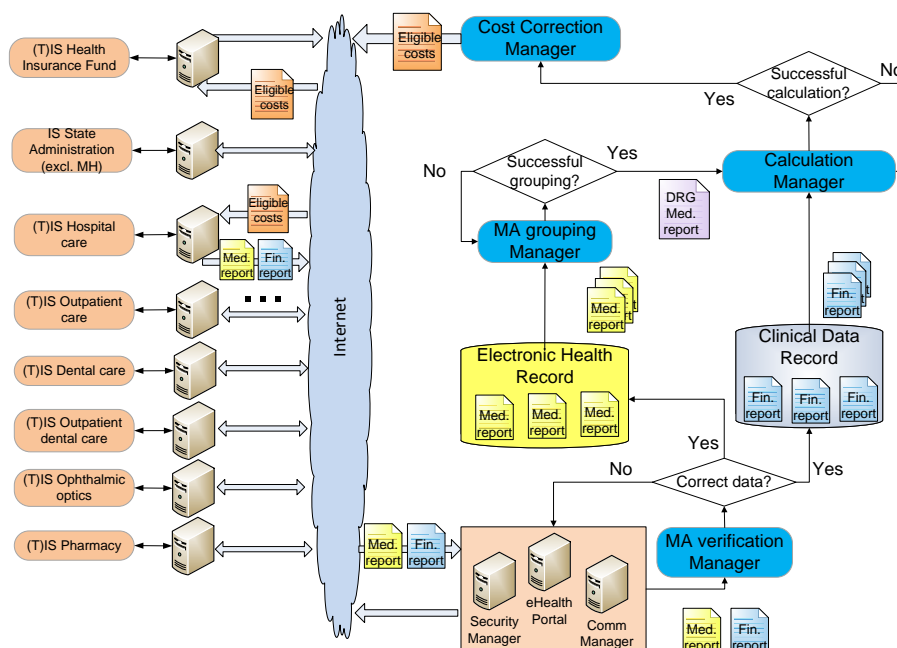 (T)IS Health
Insurance Fund
IS State
Administration
(excl. MH)
(T)IS Hospital
care
(T)IS Outpatient
care
(T)IS Dental care
(T)IS Outpatient
dental care
(T)IS Ophthalmic
optics
(T)IS Pharmacy
Eligible
costs
Eligible
costs
Med.
report
Fin.
report
Internet
Eligible
costs
Cost Correction
Manager
Successful
calculation?
Yes
No
Successful
grouping?
No
Yes
DRG
Med.
report
Calculation
Manager
MA grouping
Manager
Med.
report
Fin.
report
Electronic Health
Record
Med.
report
Med.
report
Med.
report
Clinical Data
Record
Fin.
report
Fin.
report
Fin.
report
Yes
Yes
No
Correct data?
Med.
report
Fin.
report
MA verification
Manager
Security
Manager
eHealth
Portal
Comm
Manager
Med.
report
Fin.
report